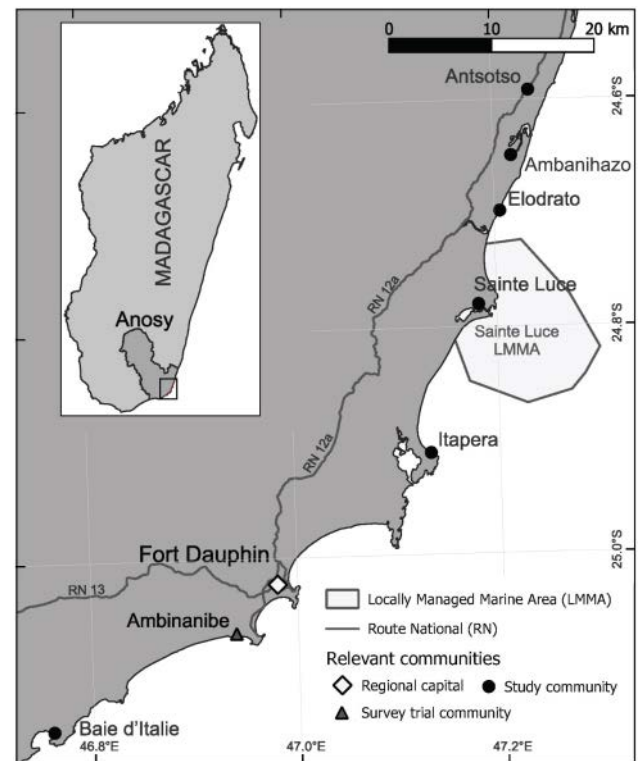 0 10 20 km
Antsotso
24.6°S
Ambanihazo
MADAGASCAR
Elodrato
RN 12a
Sainte Luce
Anosy
24.8°S
Sainte Luce
LMMA
Itapera
RN 12a
Fort Dauphin
25.0°S
RN 13
Locally Managed Marine Area (LMMA)
Ambinanibe
Route National (RN)
Relevant communities
Regional capital
Study community
Survey trial community
Baie d'Italie
46.8°E
47.0°E
47.2°E